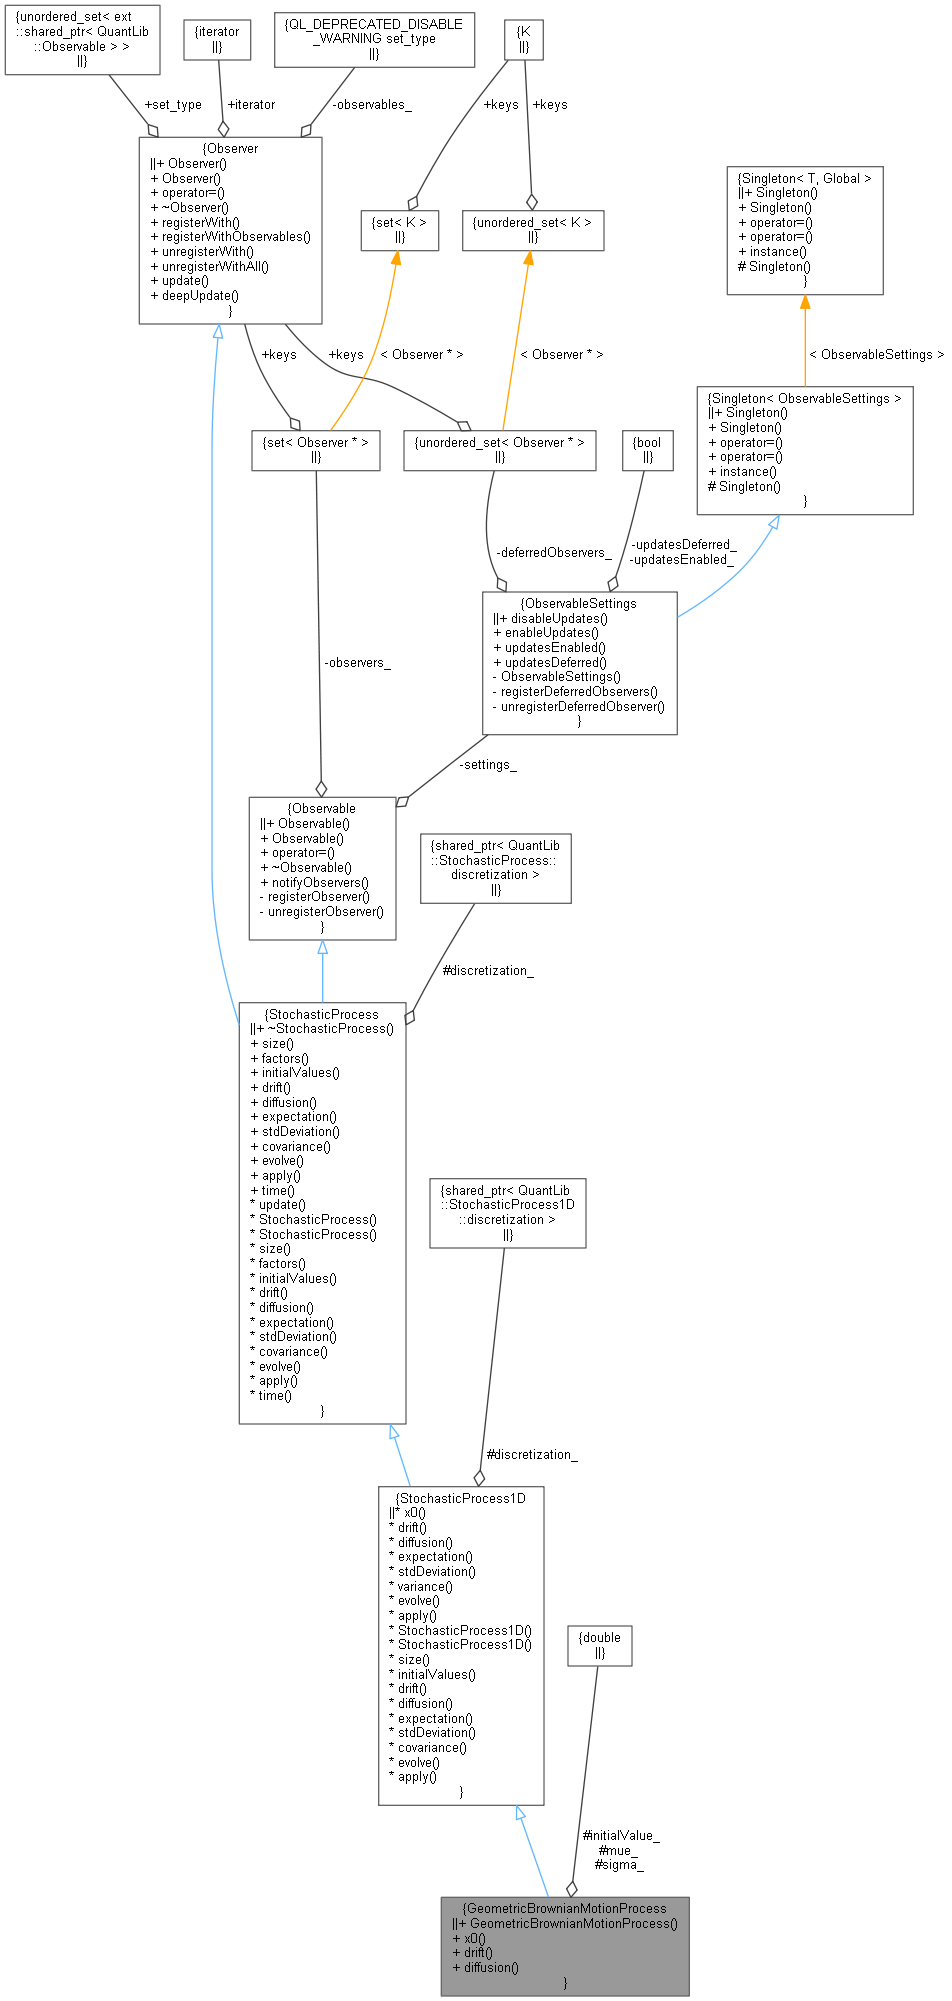 {unordered_set< ext
::shared_ptr< QuantLib
::Observable > >
||}
{iterator
||}
{QL_DEPRECATED_DISABLE
_WARNING set_type
||}
{K
||}
+set_type
+iterator
-observables_
+keys
+keys
{Observer
||+ Observer()
+ Observer()
+ operator=()
+ ~Observer()
+ registerWith()
+ registerWithObservables()
+ unregisterWith()
+ unregisterWithAll()
+ update()
+ deepUpdate()
}
{set< K >
||}
{unordered_set< K >
||}
{Singleton< T, Global >
||+ Singleton()
+ Singleton()
+ operator=()
+ operator=()
+ instance()
# Singleton()
}
+keys
+keys
< Observer * >
< Observer * >
< ObservableSettings >
{set< Observer * >
||}
{unordered_set< Observer * >
||}
{bool
||}
{Singleton< ObservableSettings >
||+ Singleton()
+ Singleton()
+ operator=()
+ operator=()
+ instance()
# Singleton()
}
-deferredObservers_
-updatesDeferred_
-updatesEnabled_
{ObservableSettings
||+ disableUpdates()
+ enableUpdates()
+ updatesEnabled()
+ updatesDeferred()
- ObservableSettings()
- registerDeferredObservers()
- unregisterDeferredObserver()
}
-observers_
-settings_
{Observable
||+ Observable()
+ Observable()
+ operator=()
+ ~Observable()
+ notifyObservers()
- registerObserver()
- unregisterObserver()
}
{shared_ptr< QuantLib
::StochasticProcess::
discretization >
||}
#discretization_
{StochasticProcess
||+ ~StochasticProcess()
+ size()
+ factors()
+ initialValues()
+ drift()
+ diffusion()
+ expectation()
+ stdDeviation()
+ covariance()
+ evolve()
+ apply()
+ time()
* update()
* StochasticProcess()
* StochasticProcess()
* size()
* factors()
* initialValues()
* drift()
* diffusion()
* expectation()
* stdDeviation()
* covariance()
* evolve()
* apply()
* time()
}
{shared_ptr< QuantLib
::StochasticProcess1D
::discretization >
||}
#discretization_
{StochasticProcess1D
||* x0()
* drift()
* diffusion()
* expectation()
* stdDeviation()
* variance()
* evolve()
* apply()
* StochasticProcess1D()
* StochasticProcess1D()
* size()
* initialValues()
* drift()
* diffusion()
* expectation()
* stdDeviation()
* covariance()
* evolve()
* apply()
}
{double
||}
#initialValue_
#mue_
#sigma_
{GeometricBrownianMotionProcess
||+ GeometricBrownianMotionProcess()
+ x0()
+ drift()
+ diffusion()
}